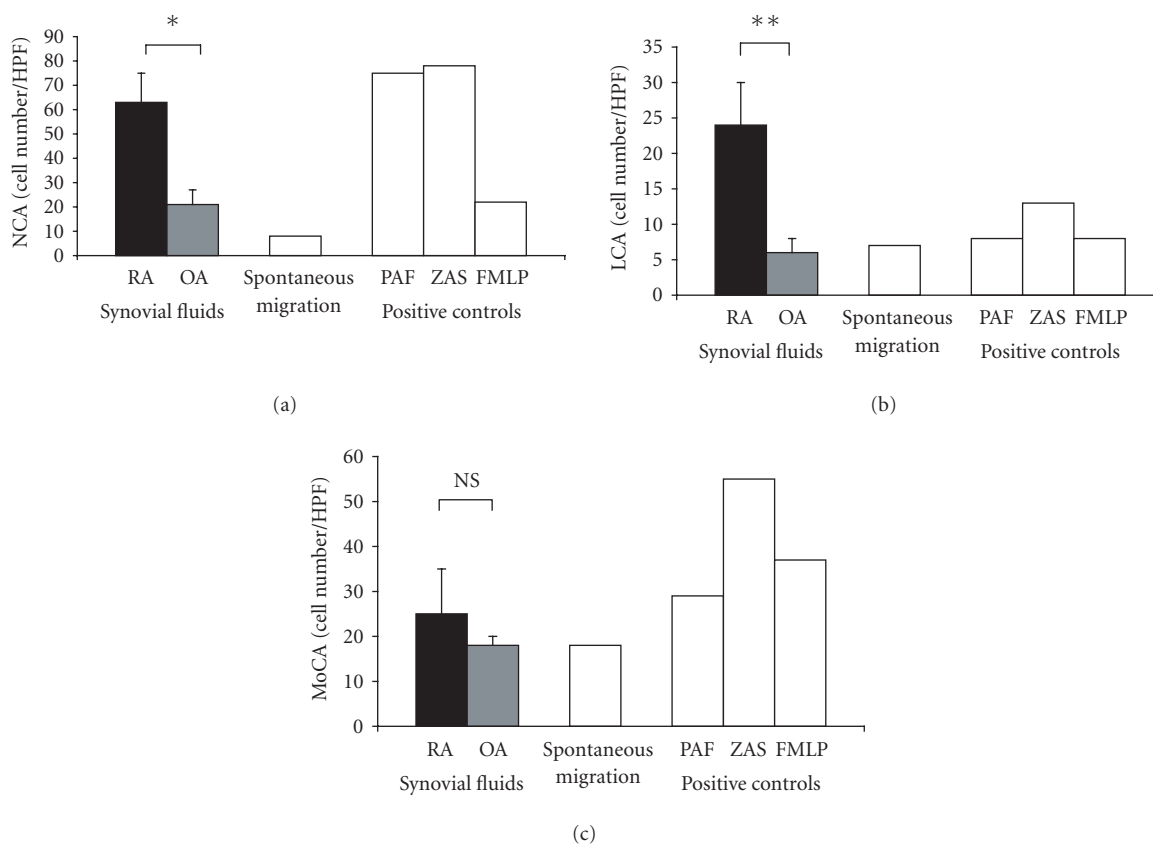 *
90
80
70
60
50
40
30
20
10
0
NCA (cell number/HPF)
RA OA Spontaneous migration PAF ZAS FMLP
Synovial fluids Positive controls
(a)
**
35
30
25
20
15
10
5
0
LCA (cell number/HPF)
RA OA Spontaneous migration PAF ZAS FMLP
Synovial fluids Positive controls
(b)
NS
60
50
40
30
20
10
0
MoCA (cell number/HPF)
RA OA Spontaneous migration PAF ZAS FMLP
Synovial fluids Positive controls
(c)